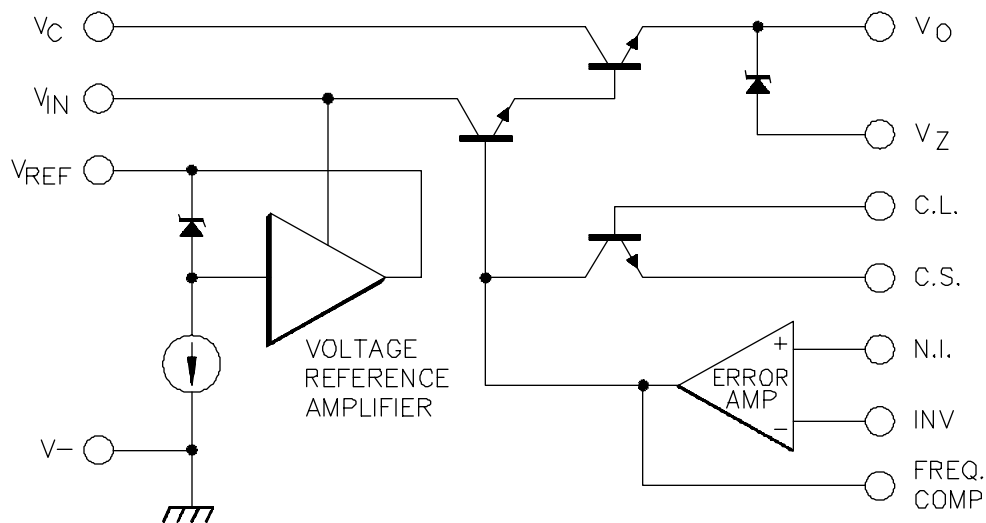 VC
VIN
VREF
V-
VOLTAGE
REFERENCE
AMPLIFIER
VO
VZ
C.L.
C.S.
N.I.
INV
FREQ.
COMP
+
ERROR
AMP
-